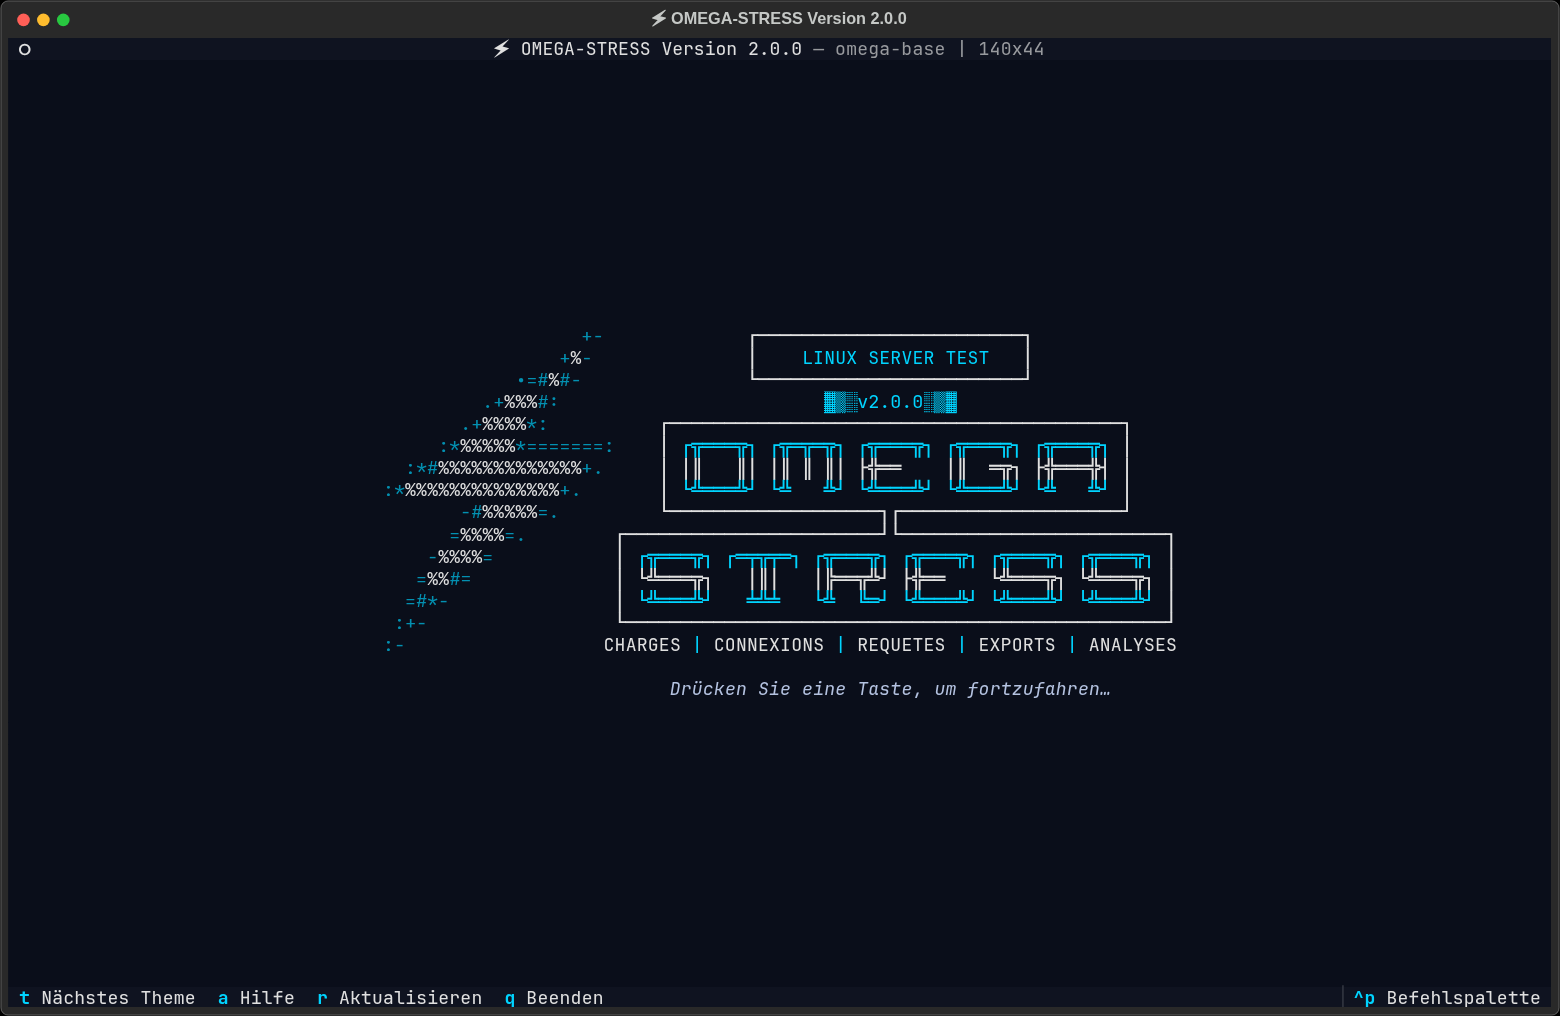 ⚡ OMEGA-STRESS Version 2.0.0
⚡ OMEGA-STRESS Version 2.0.0 — omega-base | 140x44
LINUX SERVER TEST
v2.0.0
OMEGA
STRESS
CHARGES | CONNEXIONS | REQUETES | EXPORTS | ANALYSES
Drücken Sie eine Taste, um fortzufahren…
t Nächstes Theme a Hilfe r Aktualisieren q Beenden ^p Befehlspalette